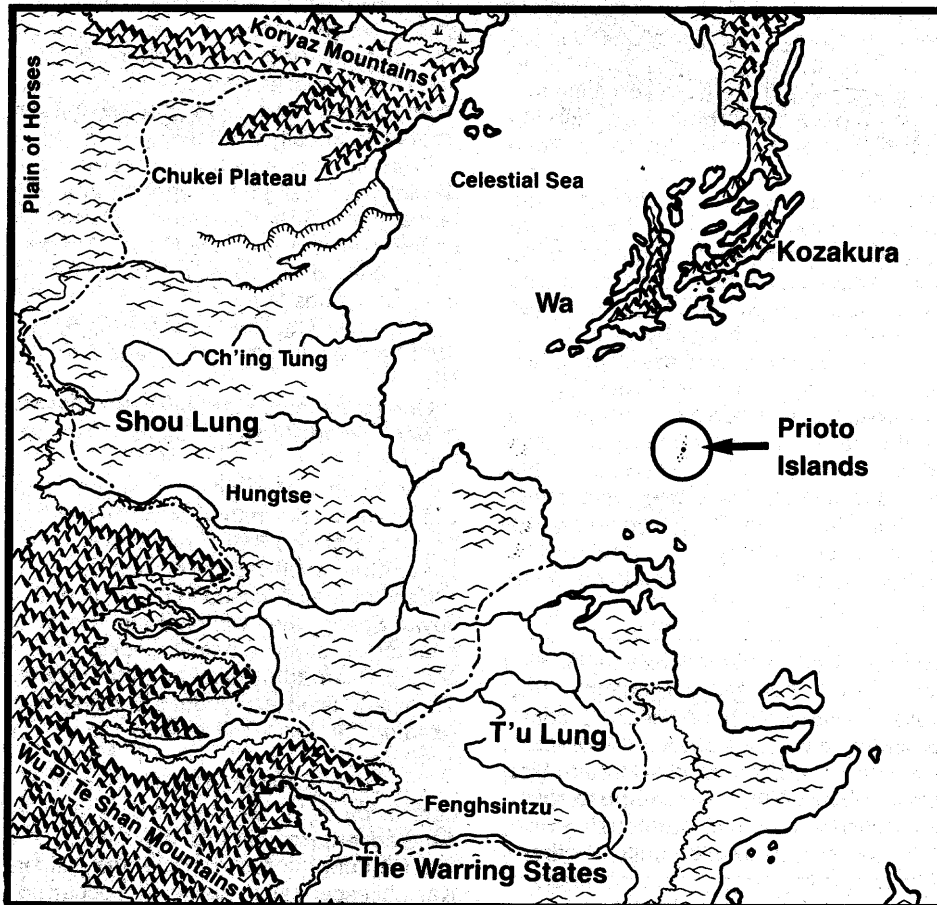 Koryaz Mountains
Plain of Horses
Chukei Plateau
Celestial Sea
Kozakura
Wa
Ch'ing Tung
Shou Lung
Prioto
Islands
Hungtse
T'u Lung
Wu Pi Te Shan Mountains
Fenghsintzu
The Warring States